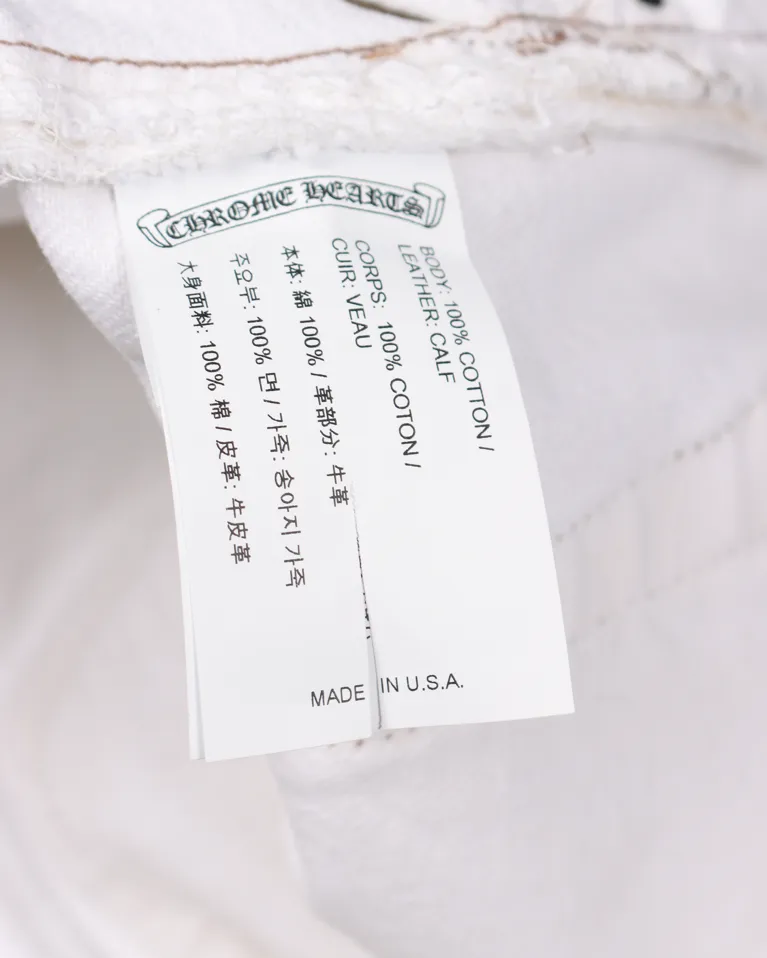 CHROME HEARTS
BODY: 100% COTTON /
LEATHER: CALF
CORPS: 100% COTON /
CUIR: VEAU
本体: 綿 100% / 革部分: 牛革
주요부: 100% 면 / 가죽: 송아지 가죽
大身面料: 100% 棉 / 皮革: 牛皮革
MADE IN U.S.A.